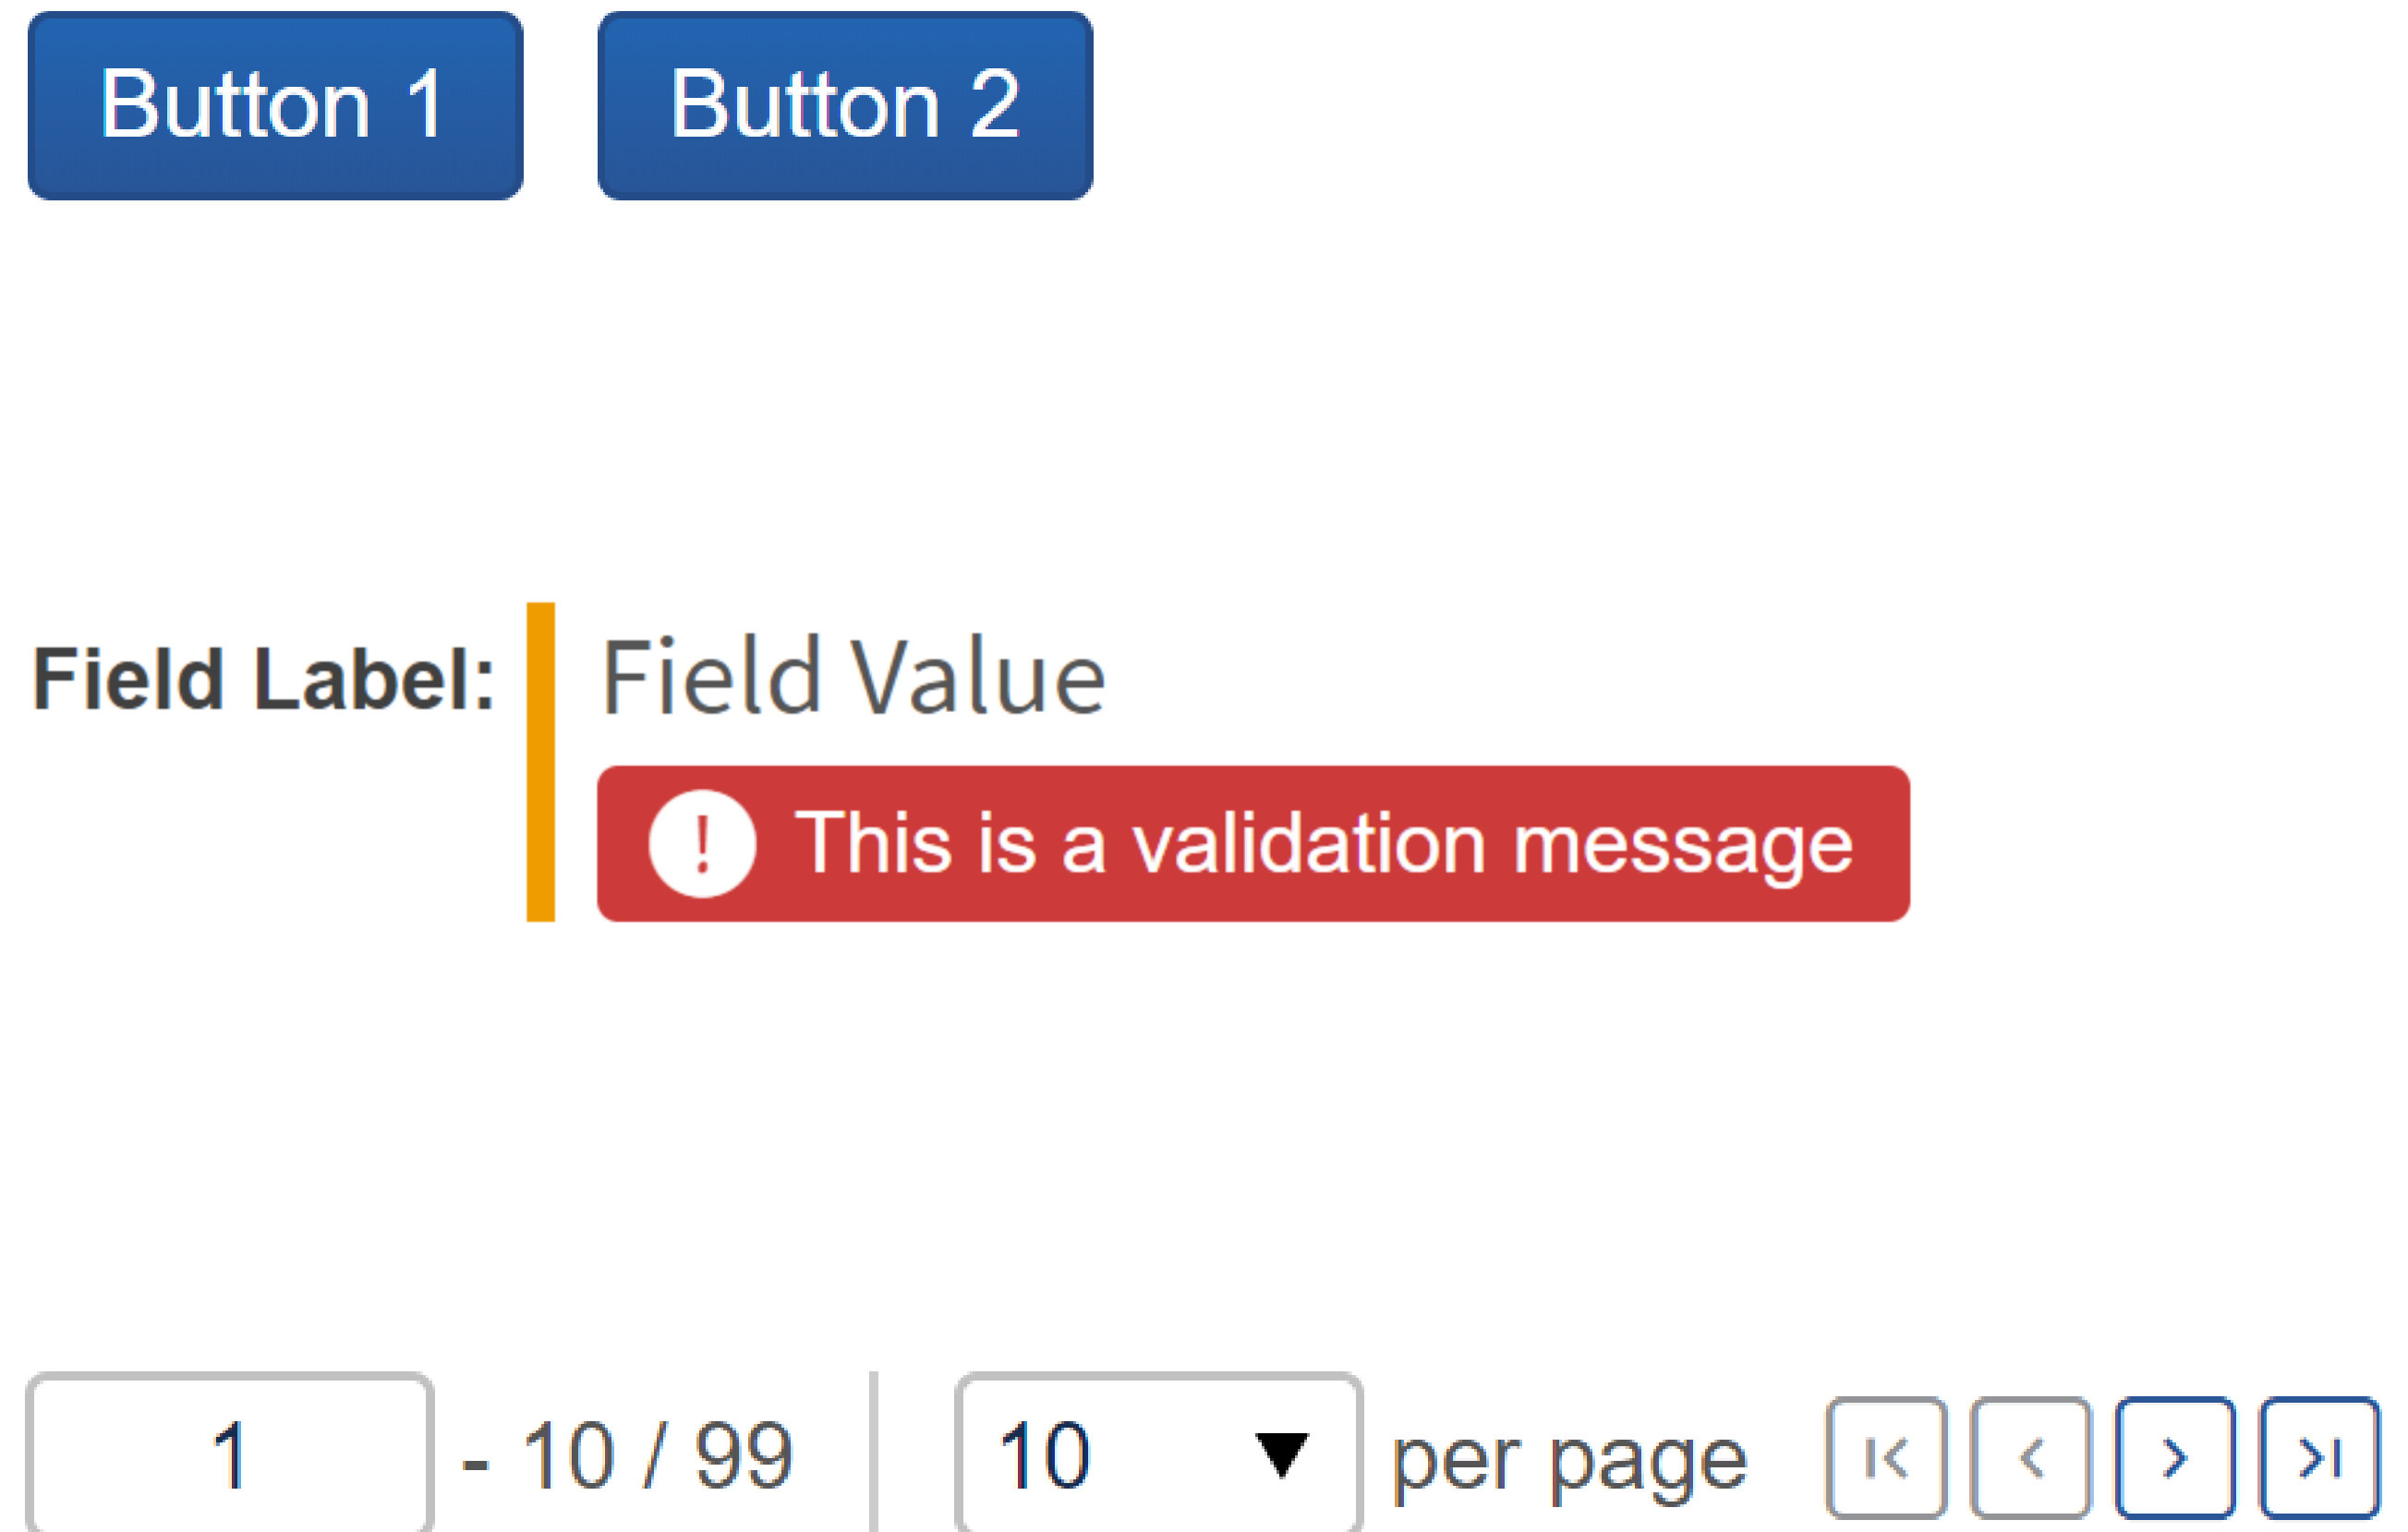 Button 1 Button 2
Field Label: Field Value
! This is a validation message
1 - 10 / 99 10 per page